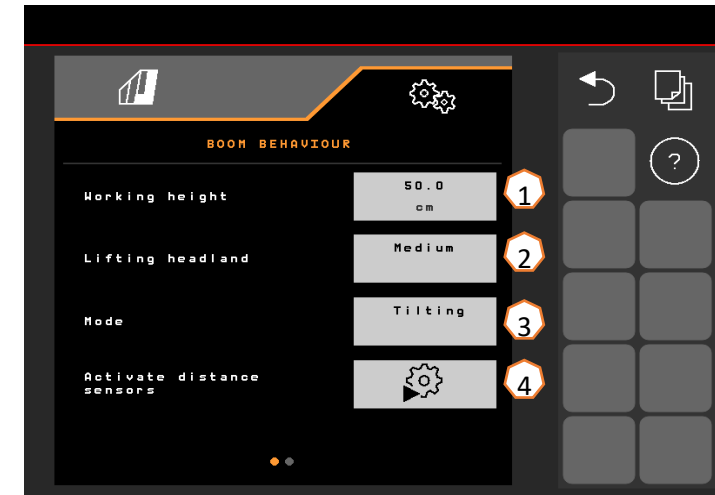 BOOM BEHAVIOUR
Working height
50.0
cm
1
Lifting headland
Medium
2
Mode
Tilting
3
Activate distance
sensors
4
?